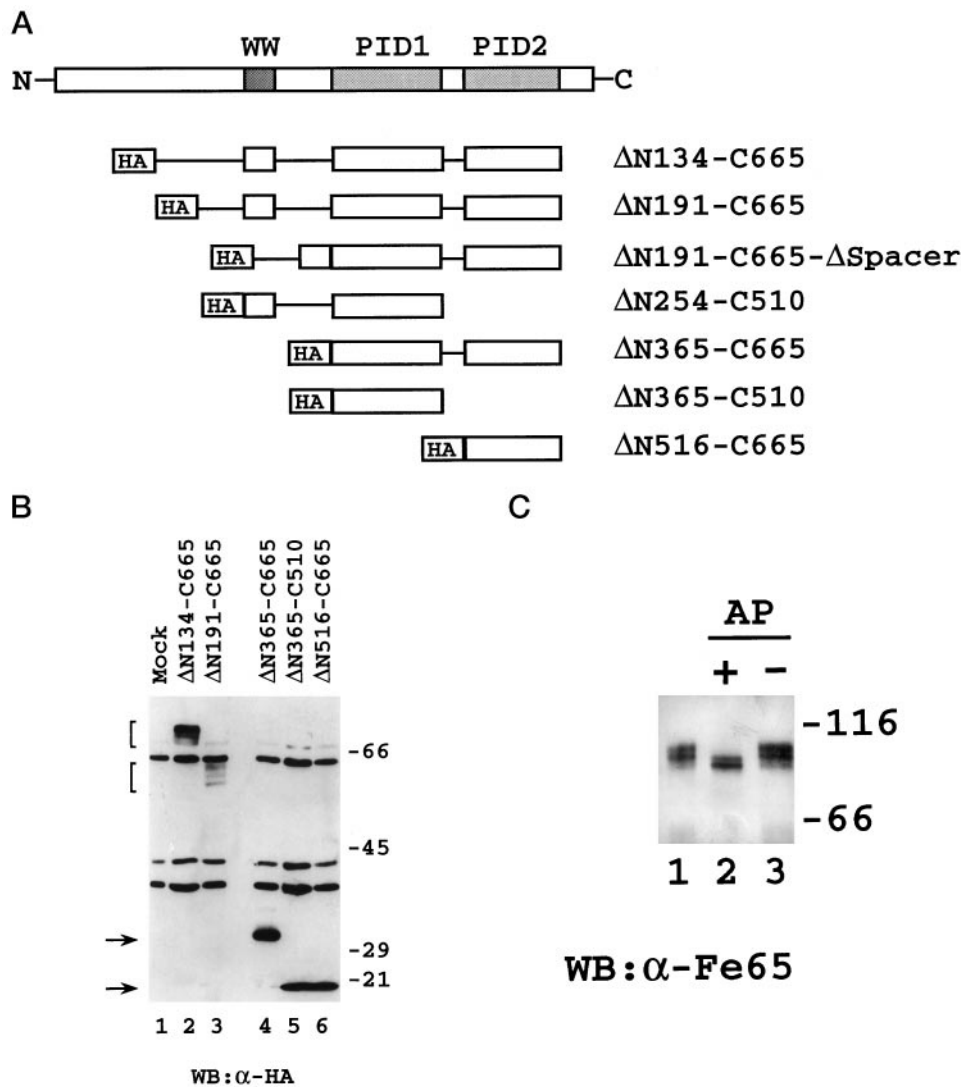 A
WW PID1 PID2
N C
HA ΔN134-C665
HA ΔN191-C665
HA ΔN191-C665-ΔSpacer
HA ΔN254-C510
HA ΔN365-C665
HA ΔN365-C510
HA ΔN516-C665
B
Mock
ΔN134-C665
ΔN191-C665
ΔN365-C665
ΔN365-C510
ΔN516-C665
-66
-45
-29
-21
1 2 3 4 5 6
WB:α-HA
C
AP
+ −
-116
-66
1 2 3
WB:α-Fe65